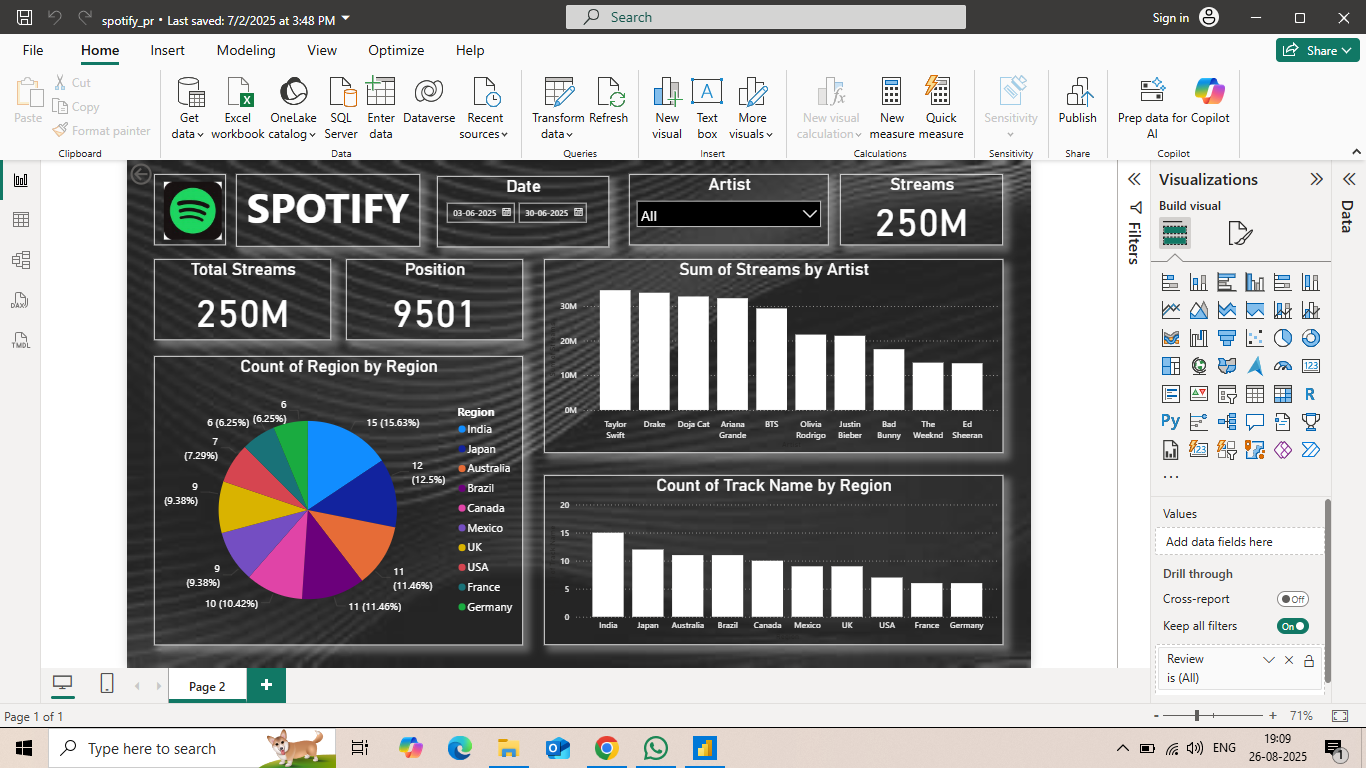 spotify_pr • Last saved: 7/2/2025 at 3:48 PM
Search
Sign in
File Home Insert Modeling View Optimize Help
Share
Paste
Cut
Copy
Format painter
Clipboard
Get data
Excel workbook
OneLake catalog
SQL Server
Enter data
Dataverse
Recent sources
Data
Transform data
Refresh
Queries
New visual
Text box
More visuals
Insert
New visual calculation
New measure
Quick measure
Calculations
Sensitivity
Sensitivity
Publish
Share
Prep data for AI
Copilot
Copilot
SPOTIFY
Date
03-06-2025 30-06-2025
Artist
All
Streams
250M
Total Streams
250M
Position
9501
Sum of Streams by Artist
30M
20M
10M
0M
Taylor Swift
Drake
Doja Cat
Ariana Grande
BTS
Olivia Rodrigo
Justin Bieber
Bad Bunny
The Weeknd
Ed Sheeran
Count of Region by Region
15 (15.63%)
12 (12.5%)
11 (11.46%)
11 (11.46%)
10 (10.42%)
9 (9.38%)
9 (9.38%)
7 (7.29%)
6 (6.25%)
6 (6.25%)
Region
India
Japan
Australia
Brazil
Canada
Mexico
UK
USA
France
Germany
Count of Track Name by Region
20
15
10
5
0
India Japan Australia Brazil Canada Mexico UK USA France Germany
Filters
Visualizations
Build visual
Data
DAX
TMDL
123
R
Py
123
...
Values
Add data fields here
Drill through
Cross-report
Off
Keep all filters
On
Review
is (All)
Page 2
Page 1 of 1
- + 71%
Type here to search
ENG
19:09
26-08-2025
1